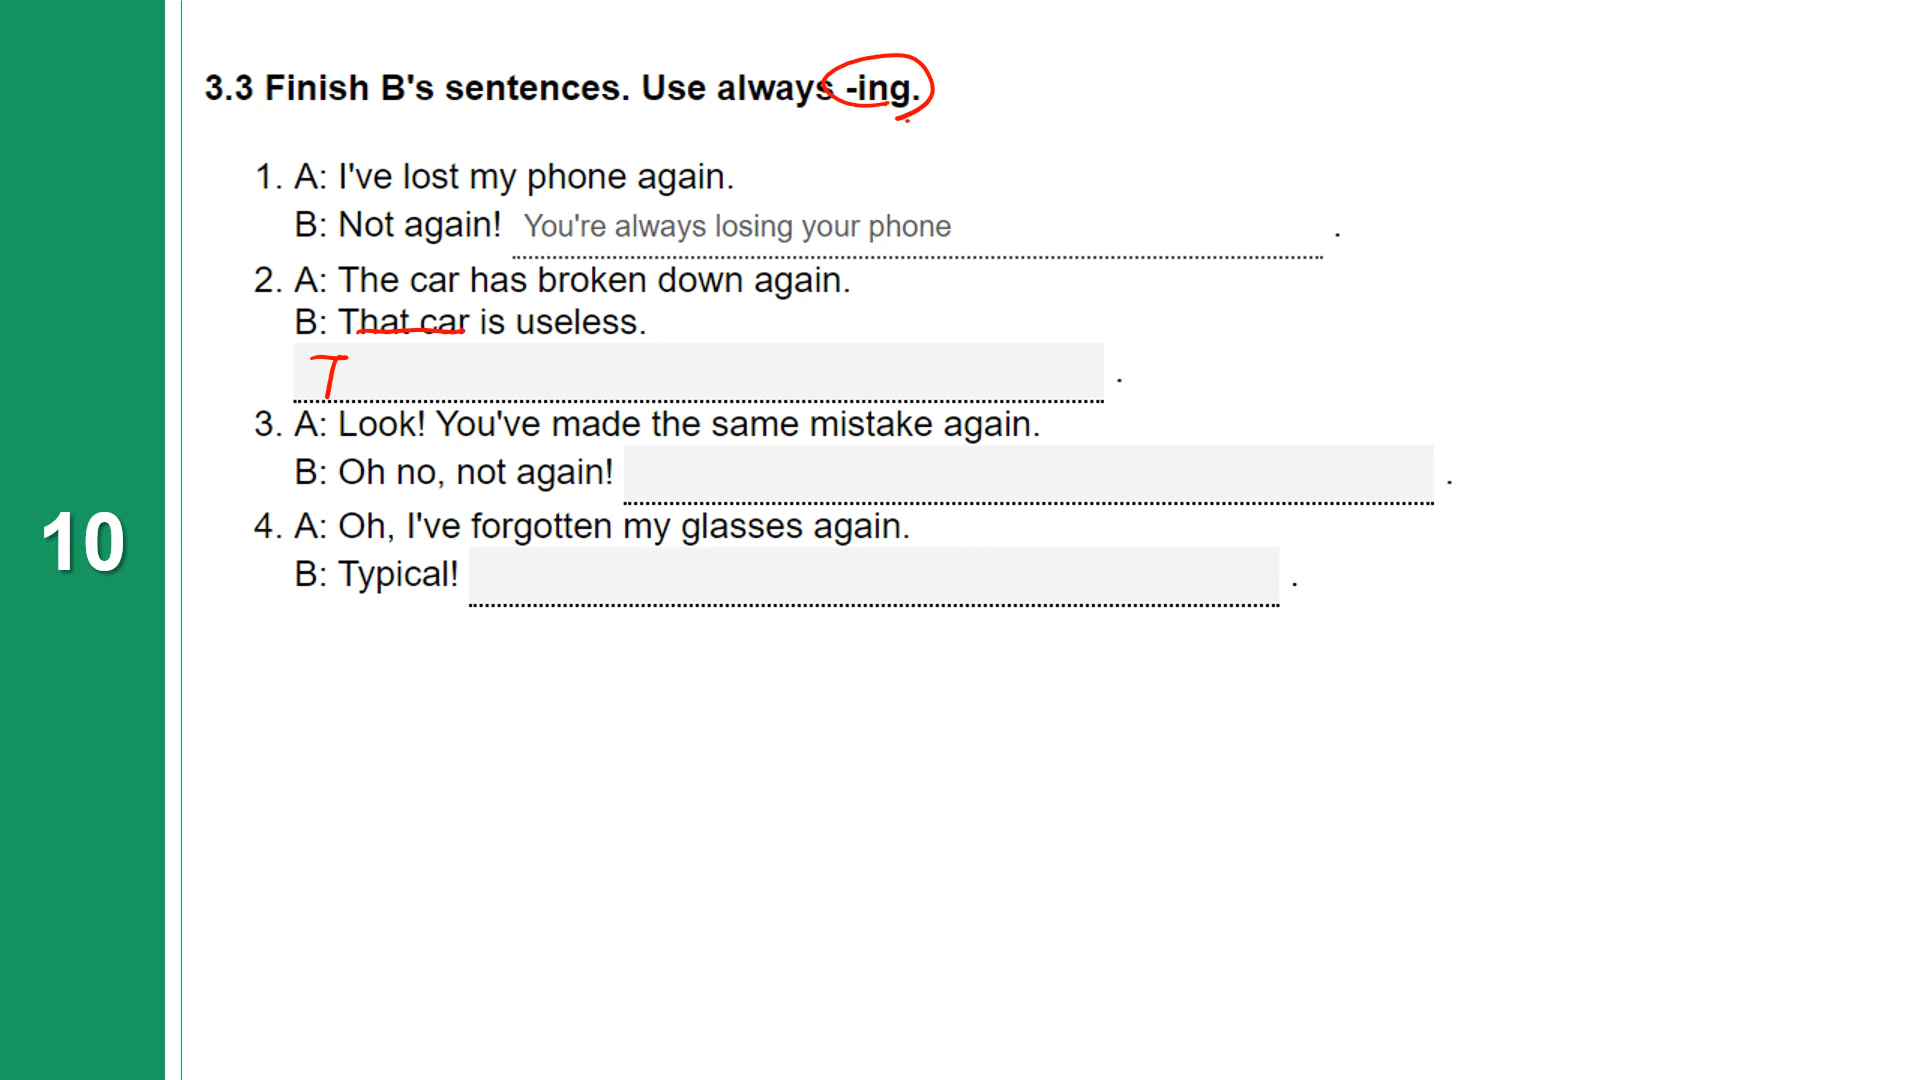 3.3 Finish B's sentences. Use always -ing.
1. A: I've lost my phone again.
B: Not again! You're always losing your phone .
2. A: The car has broken down again.
B: That car is useless.
T .
3. A: Look! You've made the same mistake again.
B: Oh no, not again! .
10
4. A: Oh, I've forgotten my glasses again.
B: Typical! .